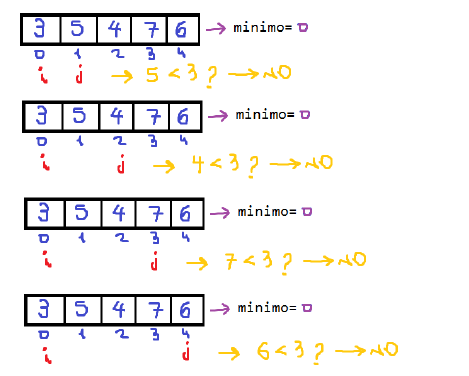 3 5 4 7 6 → minimo= 0
0 1 2 3 4
i j → 5 < 3 ? → NO
3 5 4 7 6 → minimo= 0
0 1 2 3 4
i j → 4 < 3 ? → NO
3 5 4 7 6 → minimo= 0
0 1 2 3 4
i j → 7 < 3 ? → NO
3 5 4 7 6 → minimo= 0
0 1 2 3 4
i j → 6 < 3 ? → NO